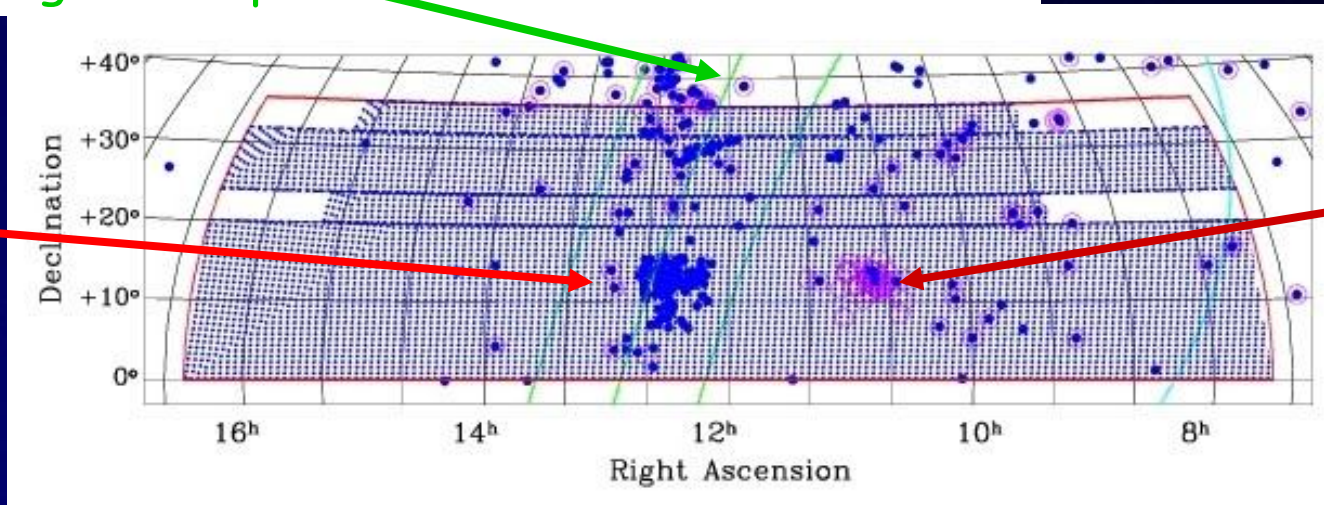 +40°
+30°
+20°
+10°
0°
Declination
16ʰ 14ʰ 12ʰ 10ʰ 8ʰ
Right Ascension